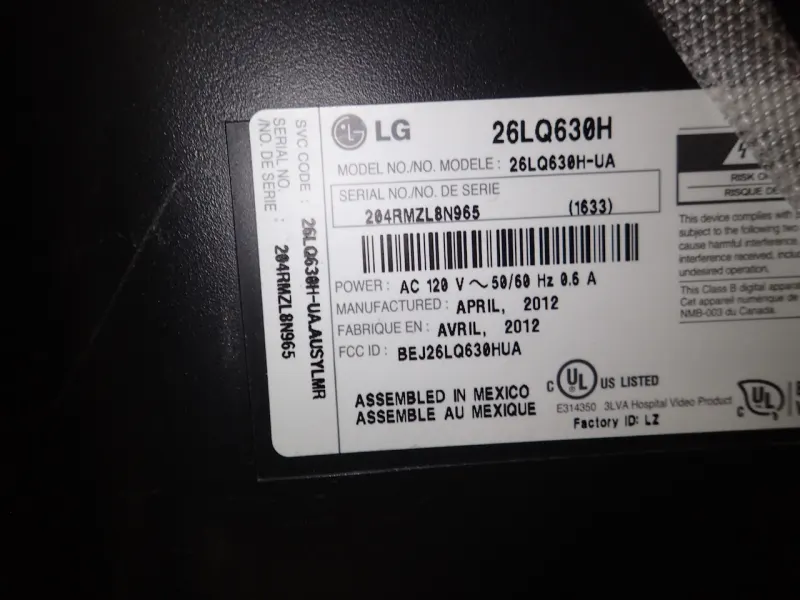 LG 26LQ630H
MODEL NO./NO. MODELE : 26LQ630H-UA
SERIAL NO./NO. DE SERIE
204RMZL8N965 (1633)
POWER : AC 120 V ~ 50/60 Hz 0.6 A
MANUFACTURED : APRIL, 2012
FABRIQUE EN : AVRIL, 2012
FCC ID : BEJ26LQ630HUA
ASSEMBLED IN MEXICO
ASSEMBLE AU MEXIQUE
C UL US LISTED
E314350 3LVA Hospital Video Product
Factory ID: LZ
SVC CODE : 26LQ630H-UA.AUSYLMR
SERIAL NO.
/NO. DE SERIE : 204RMZL8N965
RISK
RISQUE DE
This device complies with
subject to the following two
cause harmful interference,
interference received,
undesired operation.
This Class B digital
Cet appareil numérique de
NMB-003 du Canada.
C UL S